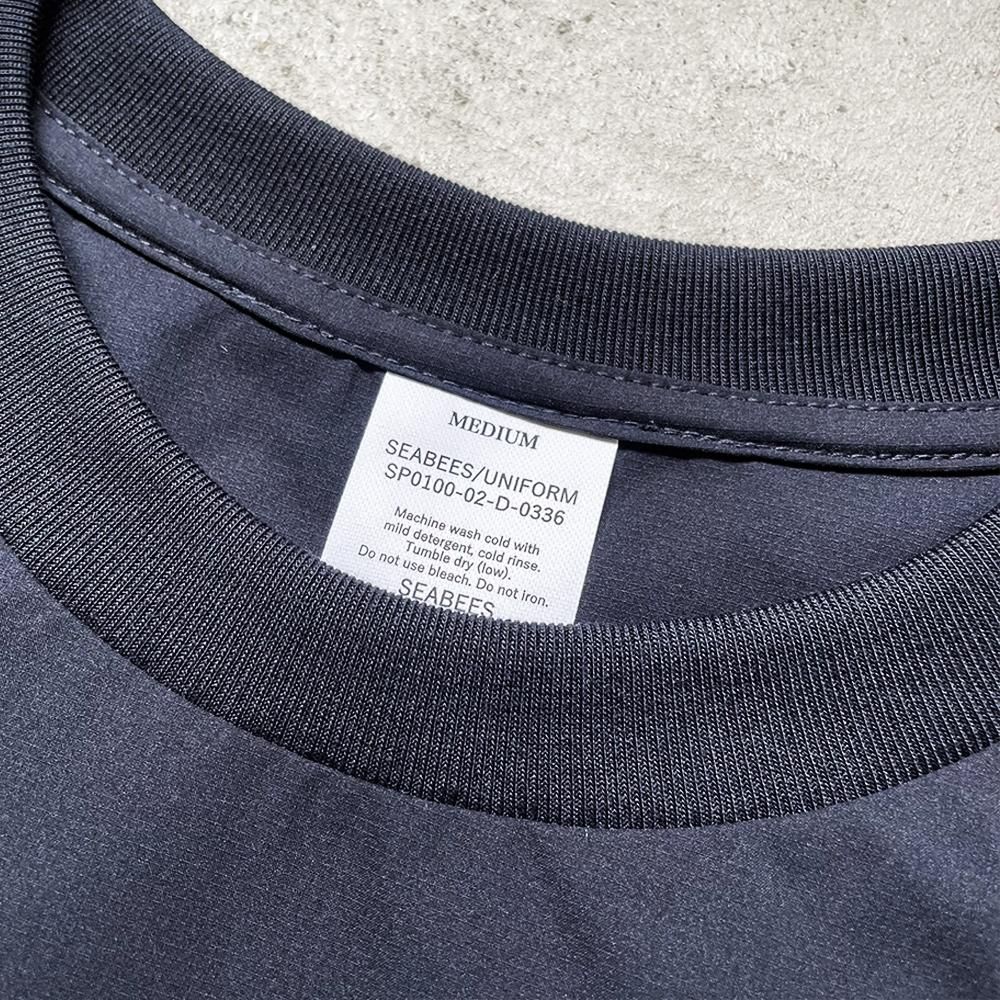 MEDIUM
SEABEES/UNIFORM
SP0100-02-D-0336
Machine wash cold with
mild detergent, cold rinse.
Tumble dry (low).
Do not use bleach. Do not iron.
SEABEES